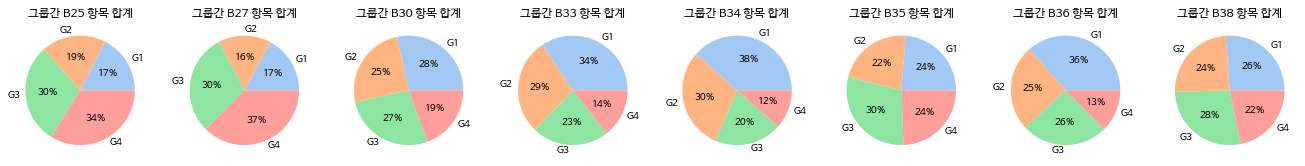 그룹간 B25 항목 합계
G2
G1
19%
17%
G3
30%
34%
G4
그룹간 B27 항목 합계
G2
G1
16%
17%
G3
30%
37%
G4
그룹간 B30 항목 합계
G1
G2
25%
28%
27%
19%
G4
G3
그룹간 B33 항목 합계
G1
34%
G2
29%
14%
23%
G4
G3
그룹간 B34 항목 합계
G1
38%
G2
30%
12%
G4
20%
G3
그룹간 B35 항목 합계
G2
G1
22%
24%
30%
24%
G3
G4
그룹간 B36 항목 합계
G1
36%
G2
25%
13%
G4
26%
G3
그룹간 B38 항목 합계
G2
G1
24%
26%
28%
22%
G4
G3